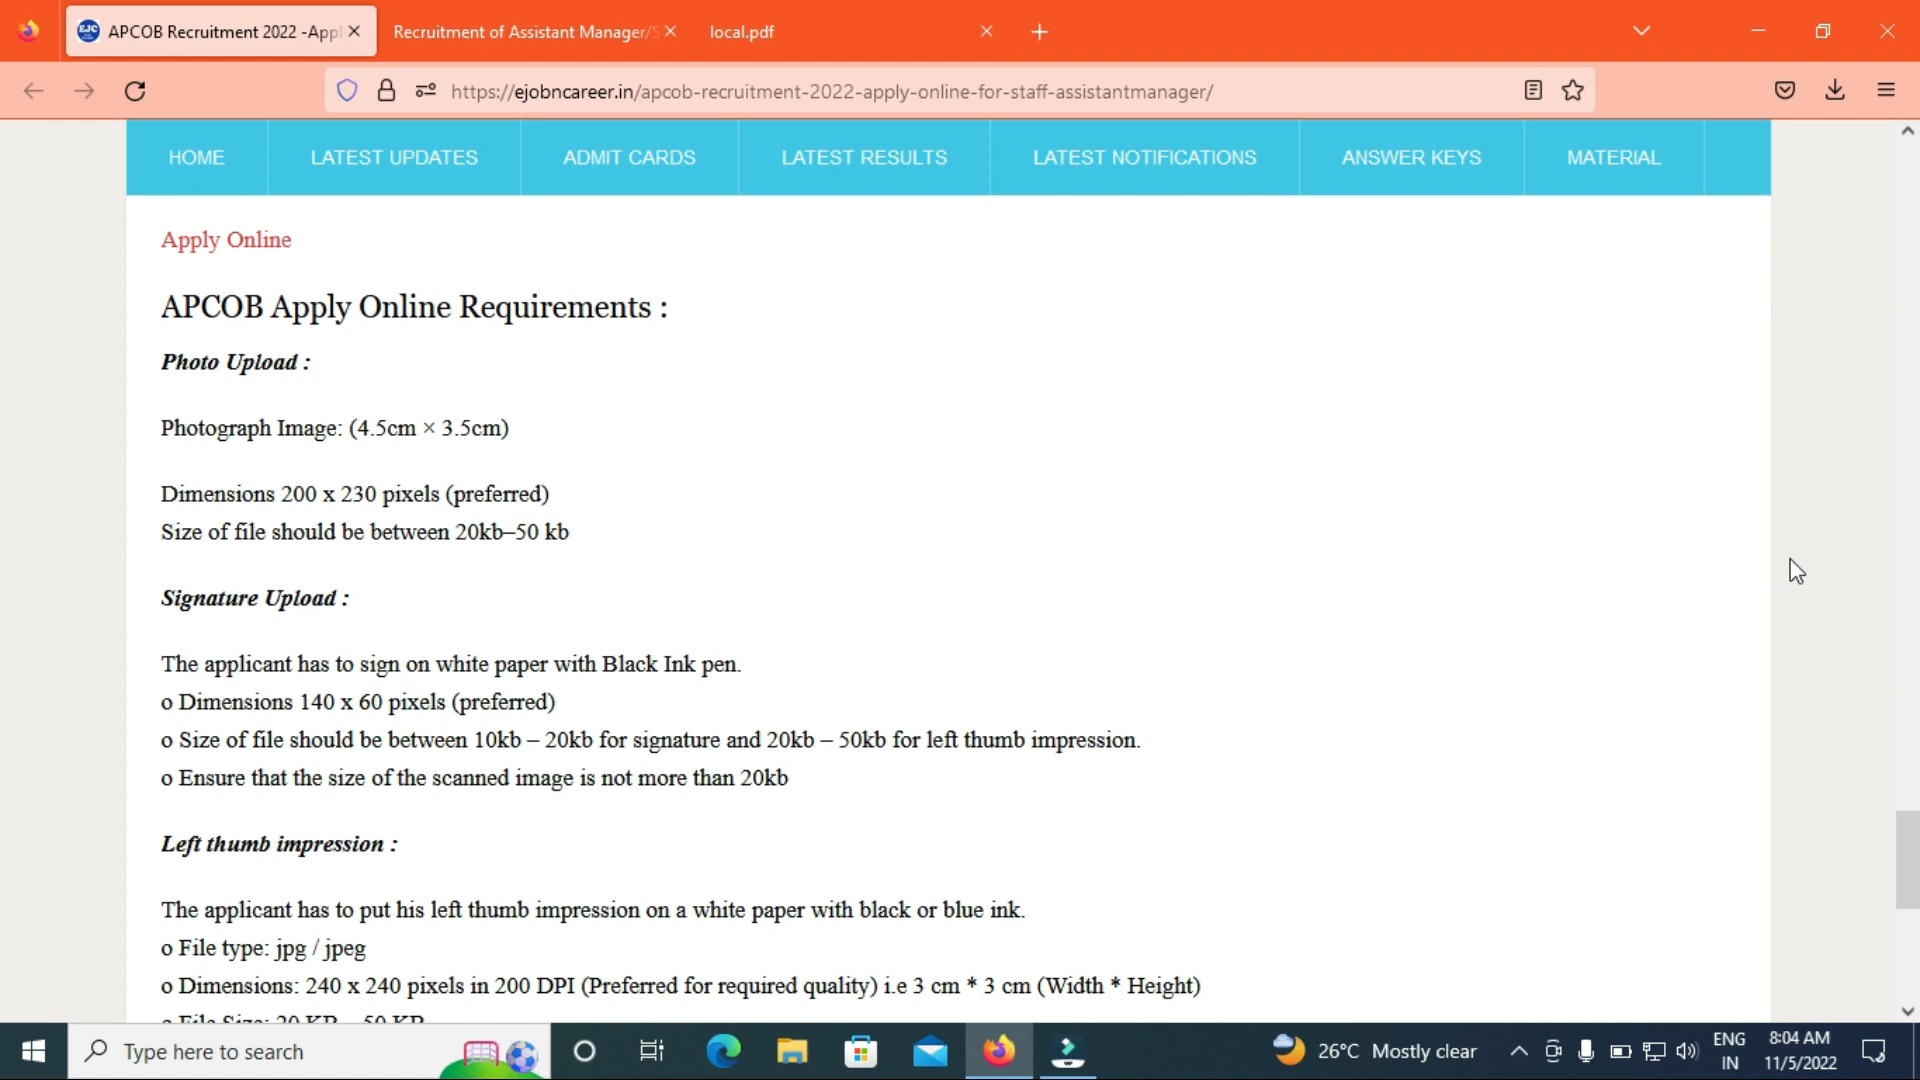 APCOB Recruitment 2022 -Appl
Recruitment of Assistant Manager/S
local.pdf
https://ejobncareer.in/apcob-recruitment-2022-apply-online-for-staff-assistantmanager/
HOME
LATEST UPDATES
ADMIT CARDS
LATEST RESULTS
LATEST NOTIFICATIONS
ANSWER KEYS
MATERIAL
Apply Online
APCOB Apply Online Requirements :
Photo Upload :
Photograph Image: (4.5cm × 3.5cm)
Dimensions 200 x 230 pixels (preferred)
Size of file should be between 20kb–50 kb
Signature Upload :
The applicant has to sign on white paper with Black Ink pen.
o Dimensions 140 x 60 pixels (preferred)
o Size of file should be between 10kb – 20kb for signature and 20kb – 50kb for left thumb impression.
o Ensure that the size of the scanned image is not more than 20kb
Left thumb impression :
The applicant has to put his left thumb impression on a white paper with black or blue ink.
o File type: jpg / jpeg
o Dimensions: 240 x 240 pixels in 200 DPI (Preferred for required quality) i.e 3 cm * 3 cm (Width * Height)
o File Size: 20 KB – 50 KB
Type here to search
26°C Mostly clear
ENG
IN
8:04 AM
11/5/2022